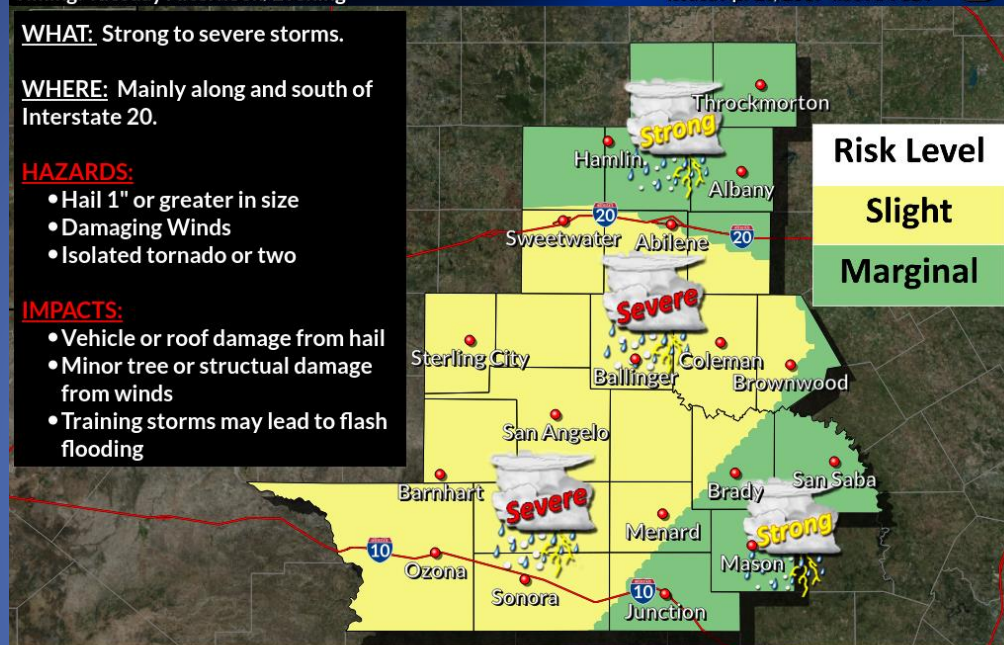 WHAT: Strong to severe storms.
WHERE: Mainly along and south of
Interstate 20.
HAZARDS:
•Hail 1" or greater in size
•Damaging Winds
•Isolated tornado or two
IMPACTS:
•Vehicle or roof damage from hail
•Minor tree or structual damage
from winds
•Training storms may lead to flash
flooding
Throckmorton
Strong
Hamlin
Albany
Risk Level
Slight
Marginal
20
Sweetwater
Abilene
20
Severe
Sterling City
Ballinger
Coleman
Brownwood
San Angelo
Barnhart
Severe
Brady
San Saba
Menard
Strong
Mason
10
Ozona
Sonora
10
Junction